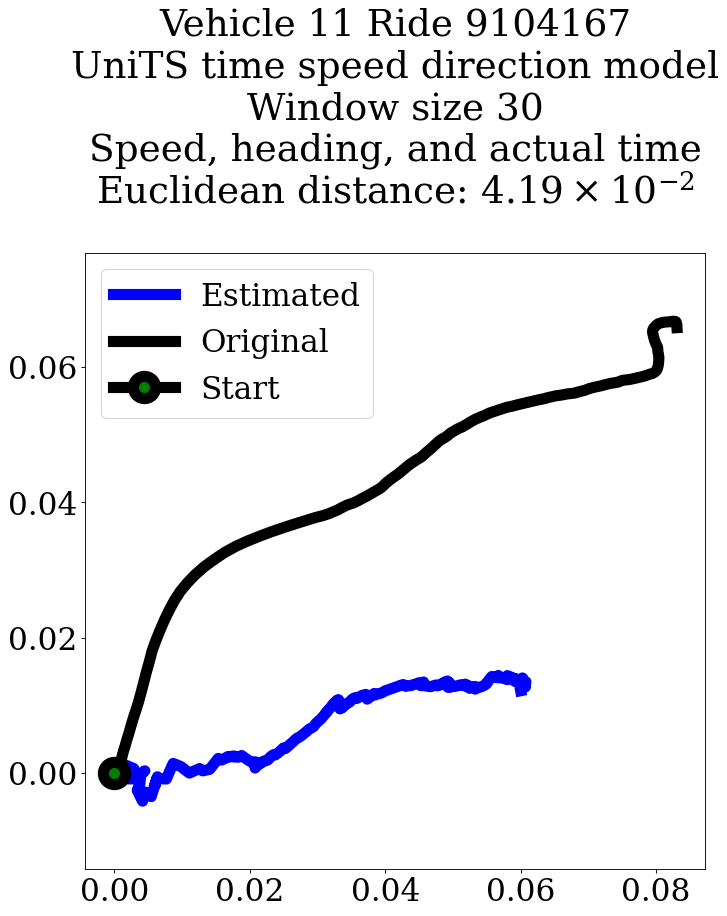 Vehicle 11 Ride 9104167
UniTS time speed direction model
Window size 30
Speed, heading, and actual time
Euclidean distance: 4.19 × 10⁻²
Estimated
Original
Start
0.06
0.04
0.02
0.00
0.00 0.02 0.04 0.06 0.08